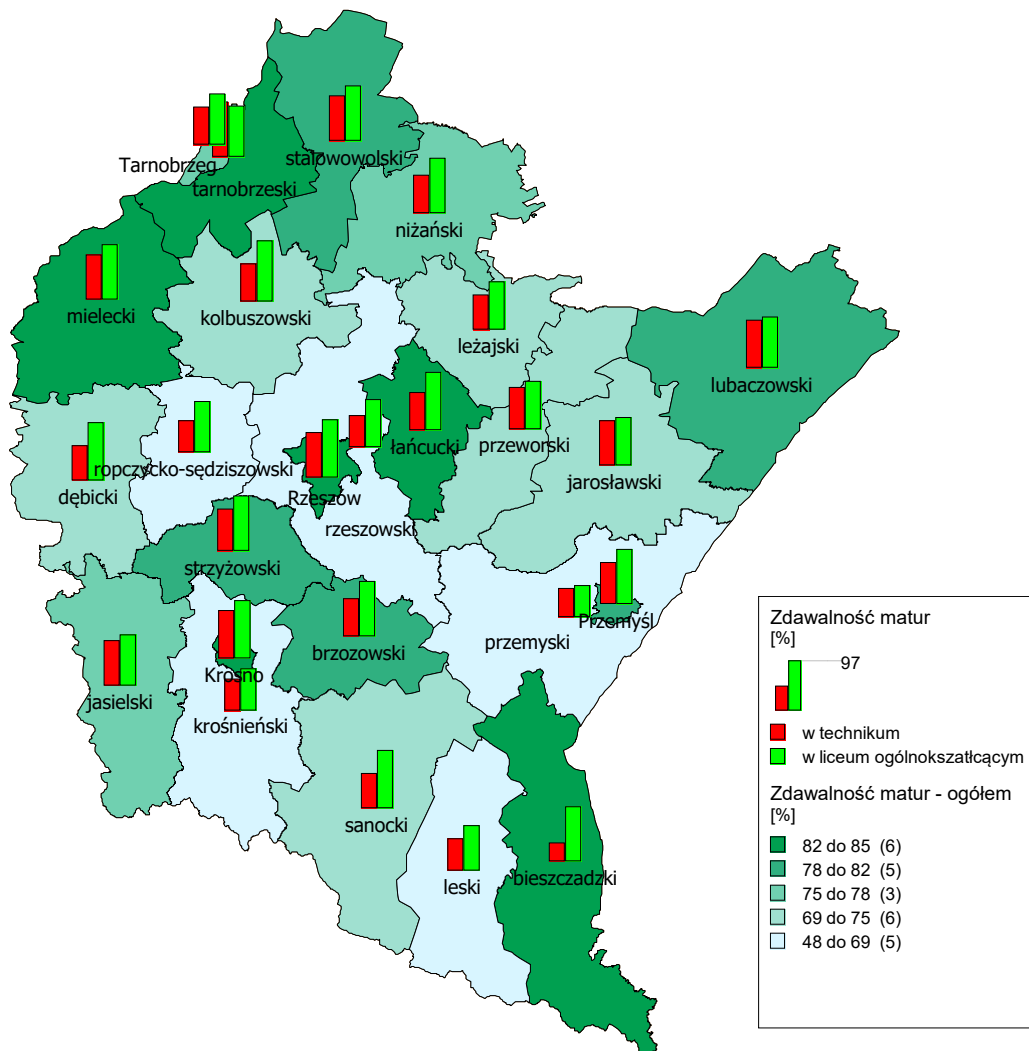 Tarnobrzeg
tarnobrzeski
stalowowolski
niżański
mielecki
kolbuszowski
leżajski
lubaczowski
dębicki
ropczycko-sędziszowski
Rzeszów
rzeszowski
łańcucki
przeworski
jarosławski
strzyżowski
jasielski
Krosno
krośnieński
brzozowski
przemyski
Przemyśl
sanocki
leski
bieszczadzki
Zdawalność matur
[%]
97
w technikum
w liceum ogólnokszatłcącym
Zdawalność matur - ogółem
[%]
82 do 85 (6)
78 do 82 (5)
75 do 78 (3)
69 do 75 (6)
48 do 69 (5)